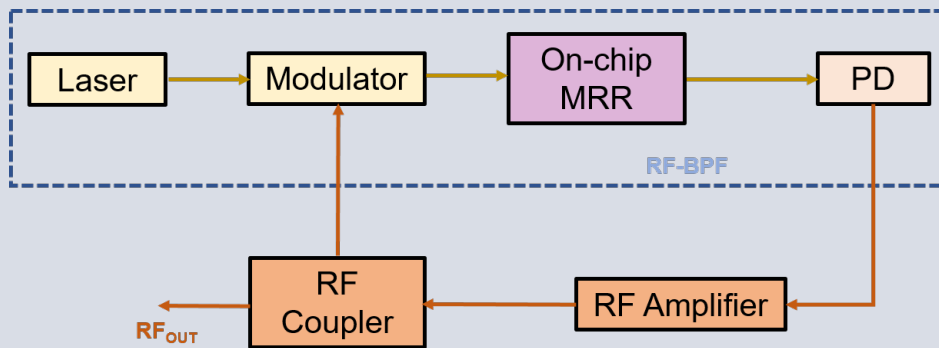 Laser
Modulator
On-chip
MRR
PD
RF-BPF
RF
Coupler
RF Amplifier
RFOUT